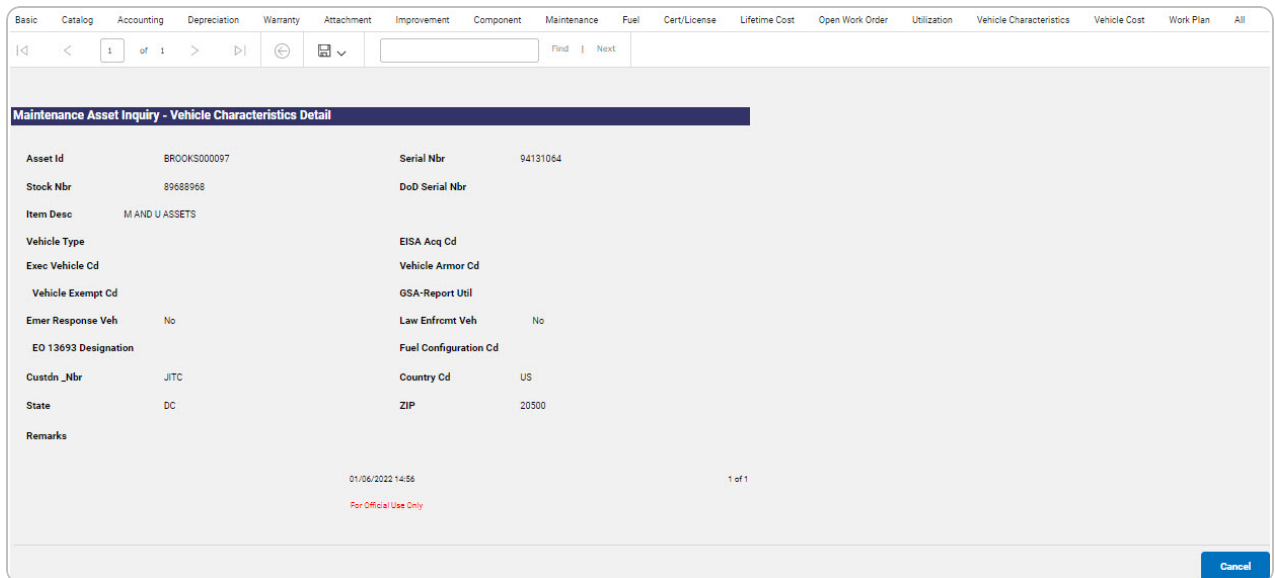 Basic Catalog Accounting Depreciation Warranty Attachment Improvement Component Maintenance Fuel Cert/License Lifetime Cost Open Work Order Utilization Vehicle Characteristics Vehicle Cost Work Plan All
1 of 1 Find | Next
Maintenance Asset Inquiry - Vehicle Characteristics Detail
Asset Id BROOKS000097 Serial Nbr 94131064
Stock Nbr 89688968 DoD Serial Nbr
Item Desc M AND U ASSETS
Vehicle Type EISA Acq Cd
Exec Vehicle Cd Vehicle Armor Cd
Vehicle Exempt Cd GSA-Report Util
Emer Response Veh No Law Enfrcmt Veh No
EO 13693 Designation Fuel Configuration Cd
Custdn _Nbr JITC Country Cd US
State DC ZIP 20500
Remarks
01/06/2022 14:56 1 of 1
For Official Use Only
Cancel